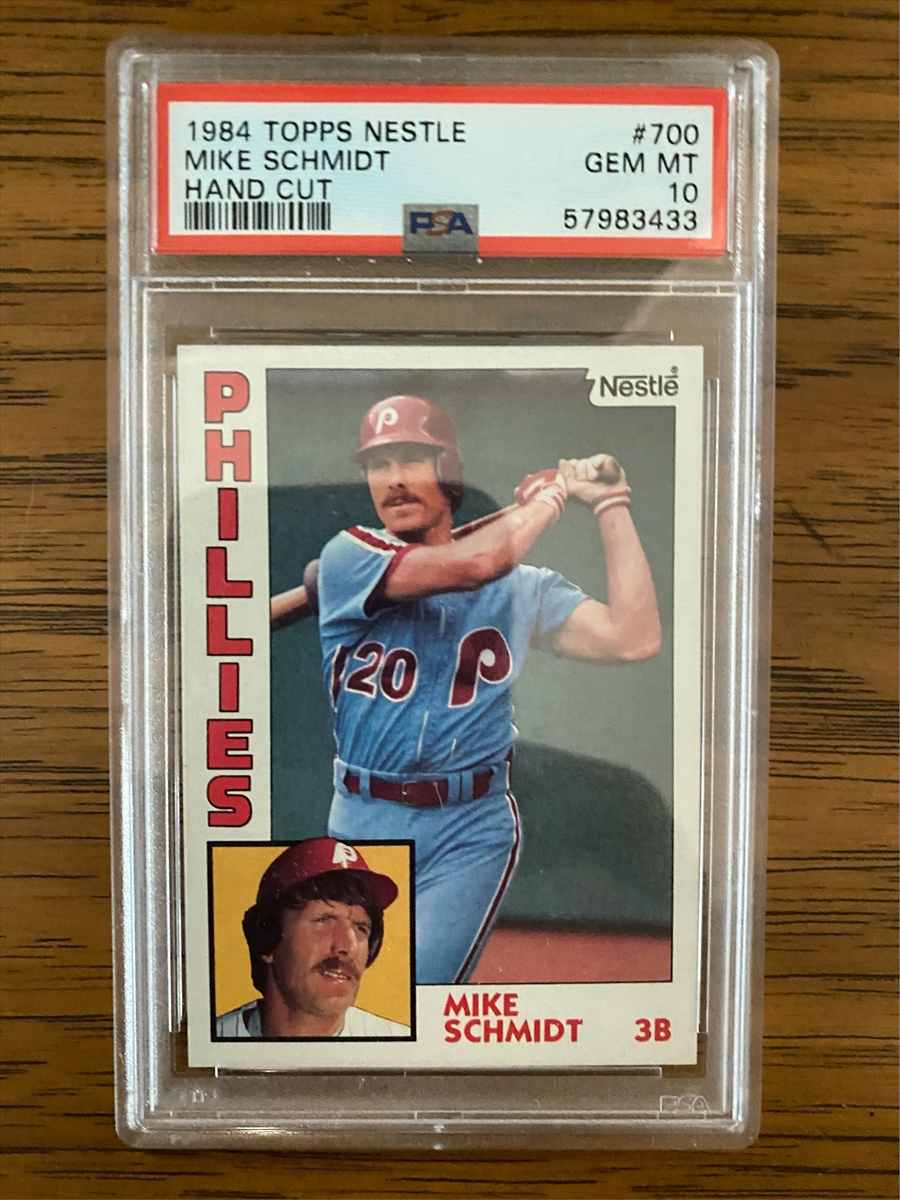 1984 TOPPS NESTLE #700
MIKE SCHMIDT GEM MT
HAND CUT 10
PSA 57983433
Nestlé®
PHILLIES
P
20 P
P
MIKE
SCHMIDT 3B
PSA